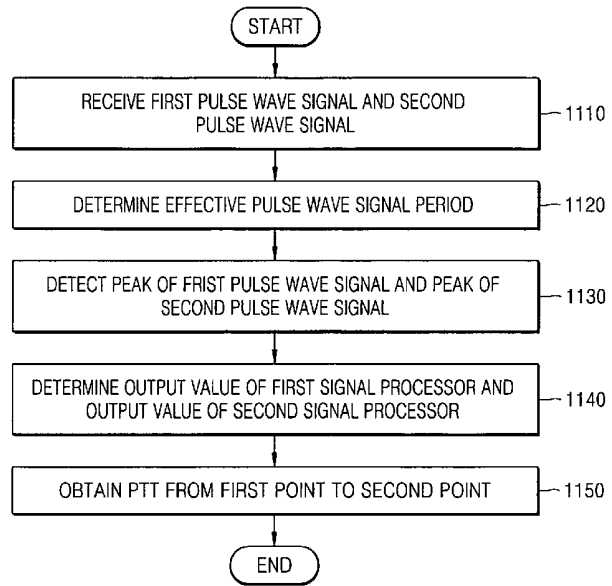 START
RECEIVE FIRST PULSE WAVE SIGNAL AND SECOND
PULSE WAVE SIGNAL
1110
DETERMINE EFFECTIVE PULSE WAVE SIGNAL PERIOD
1120
DETECT PEAK OF FRIST PULSE WAVE SIGNAL AND PEAK OF
SECOND PULSE WAVE SIGNAL
1130
DETERMINE OUTPUT VALUE OF FIRST SIGNAL PROCESSOR AND
OUTPUT VALUE OF SECOND SIGNAL PROCESSOR
1140
OBTAIN PTT FROM FIRST POINT TO SECOND POINT
1150
END